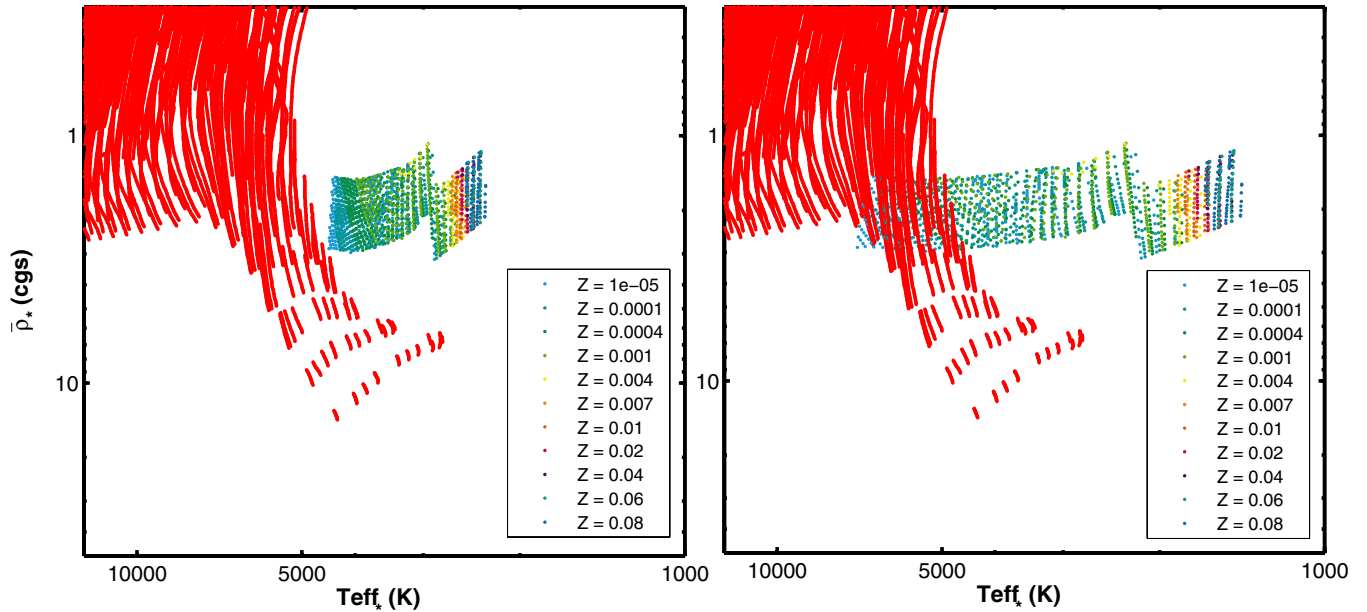 1
10
ρ̄* (cgs)
10000
5000
1000
Teff* (K)
Z = 1e−05
Z = 0.0001
Z = 0.0004
Z = 0.001
Z = 0.004
Z = 0.007
Z = 0.01
Z = 0.02
Z = 0.04
Z = 0.06
Z = 0.08
1
10
10000
5000
1000
Teff* (K)
Z = 1e−05
Z = 0.0001
Z = 0.0004
Z = 0.001
Z = 0.004
Z = 0.007
Z = 0.01
Z = 0.02
Z = 0.04
Z = 0.06
Z = 0.08